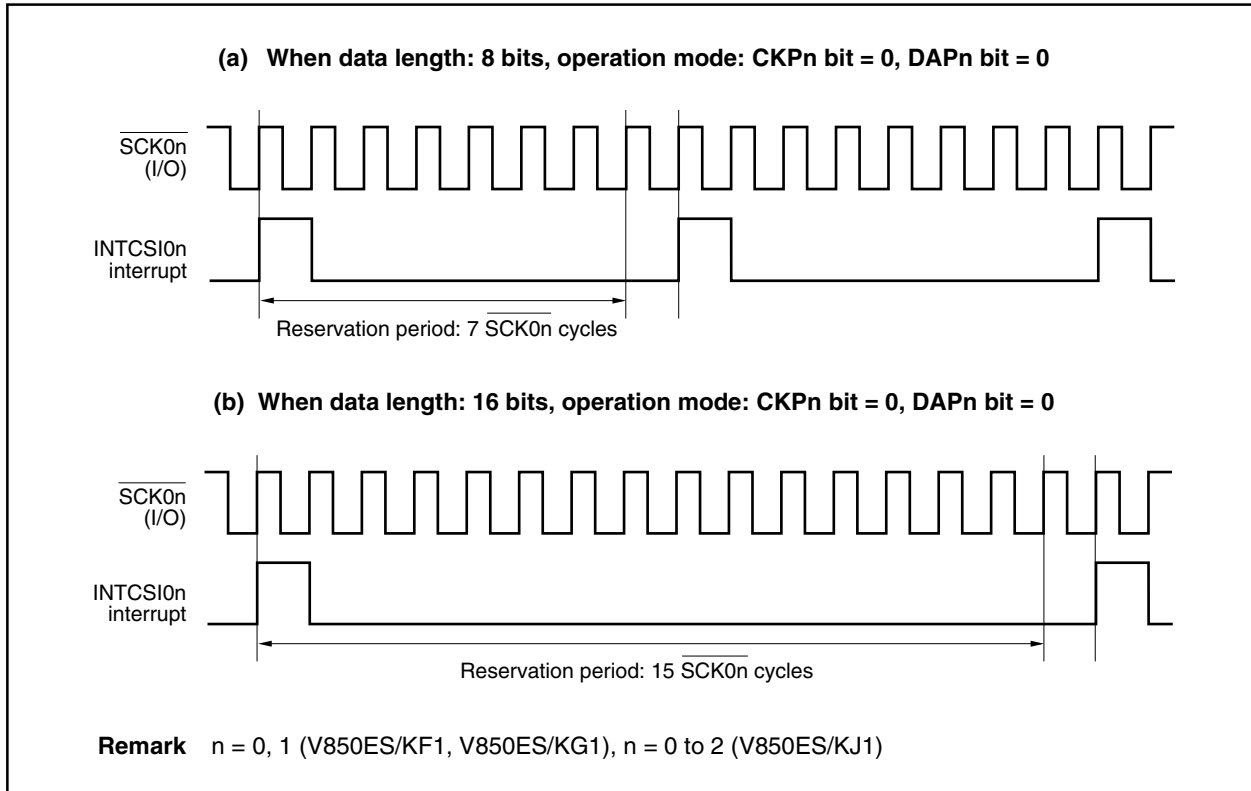 (a) When data length: 8 bits, operation mode: CKPn bit = 0, DAPn bit = 0
SCK0n
(I/O)
INTCSI0n
interrupt
Reservation period: 7 SCK0n cycles
(b) When data length: 16 bits, operation mode: CKPn bit = 0, DAPn bit = 0
SCK0n
(I/O)
INTCSI0n
interrupt
Reservation period: 15 SCK0n cycles
Remark n = 0, 1 (V850ES/KF1, V850ES/KG1), n = 0 to 2 (V850ES/KJ1)